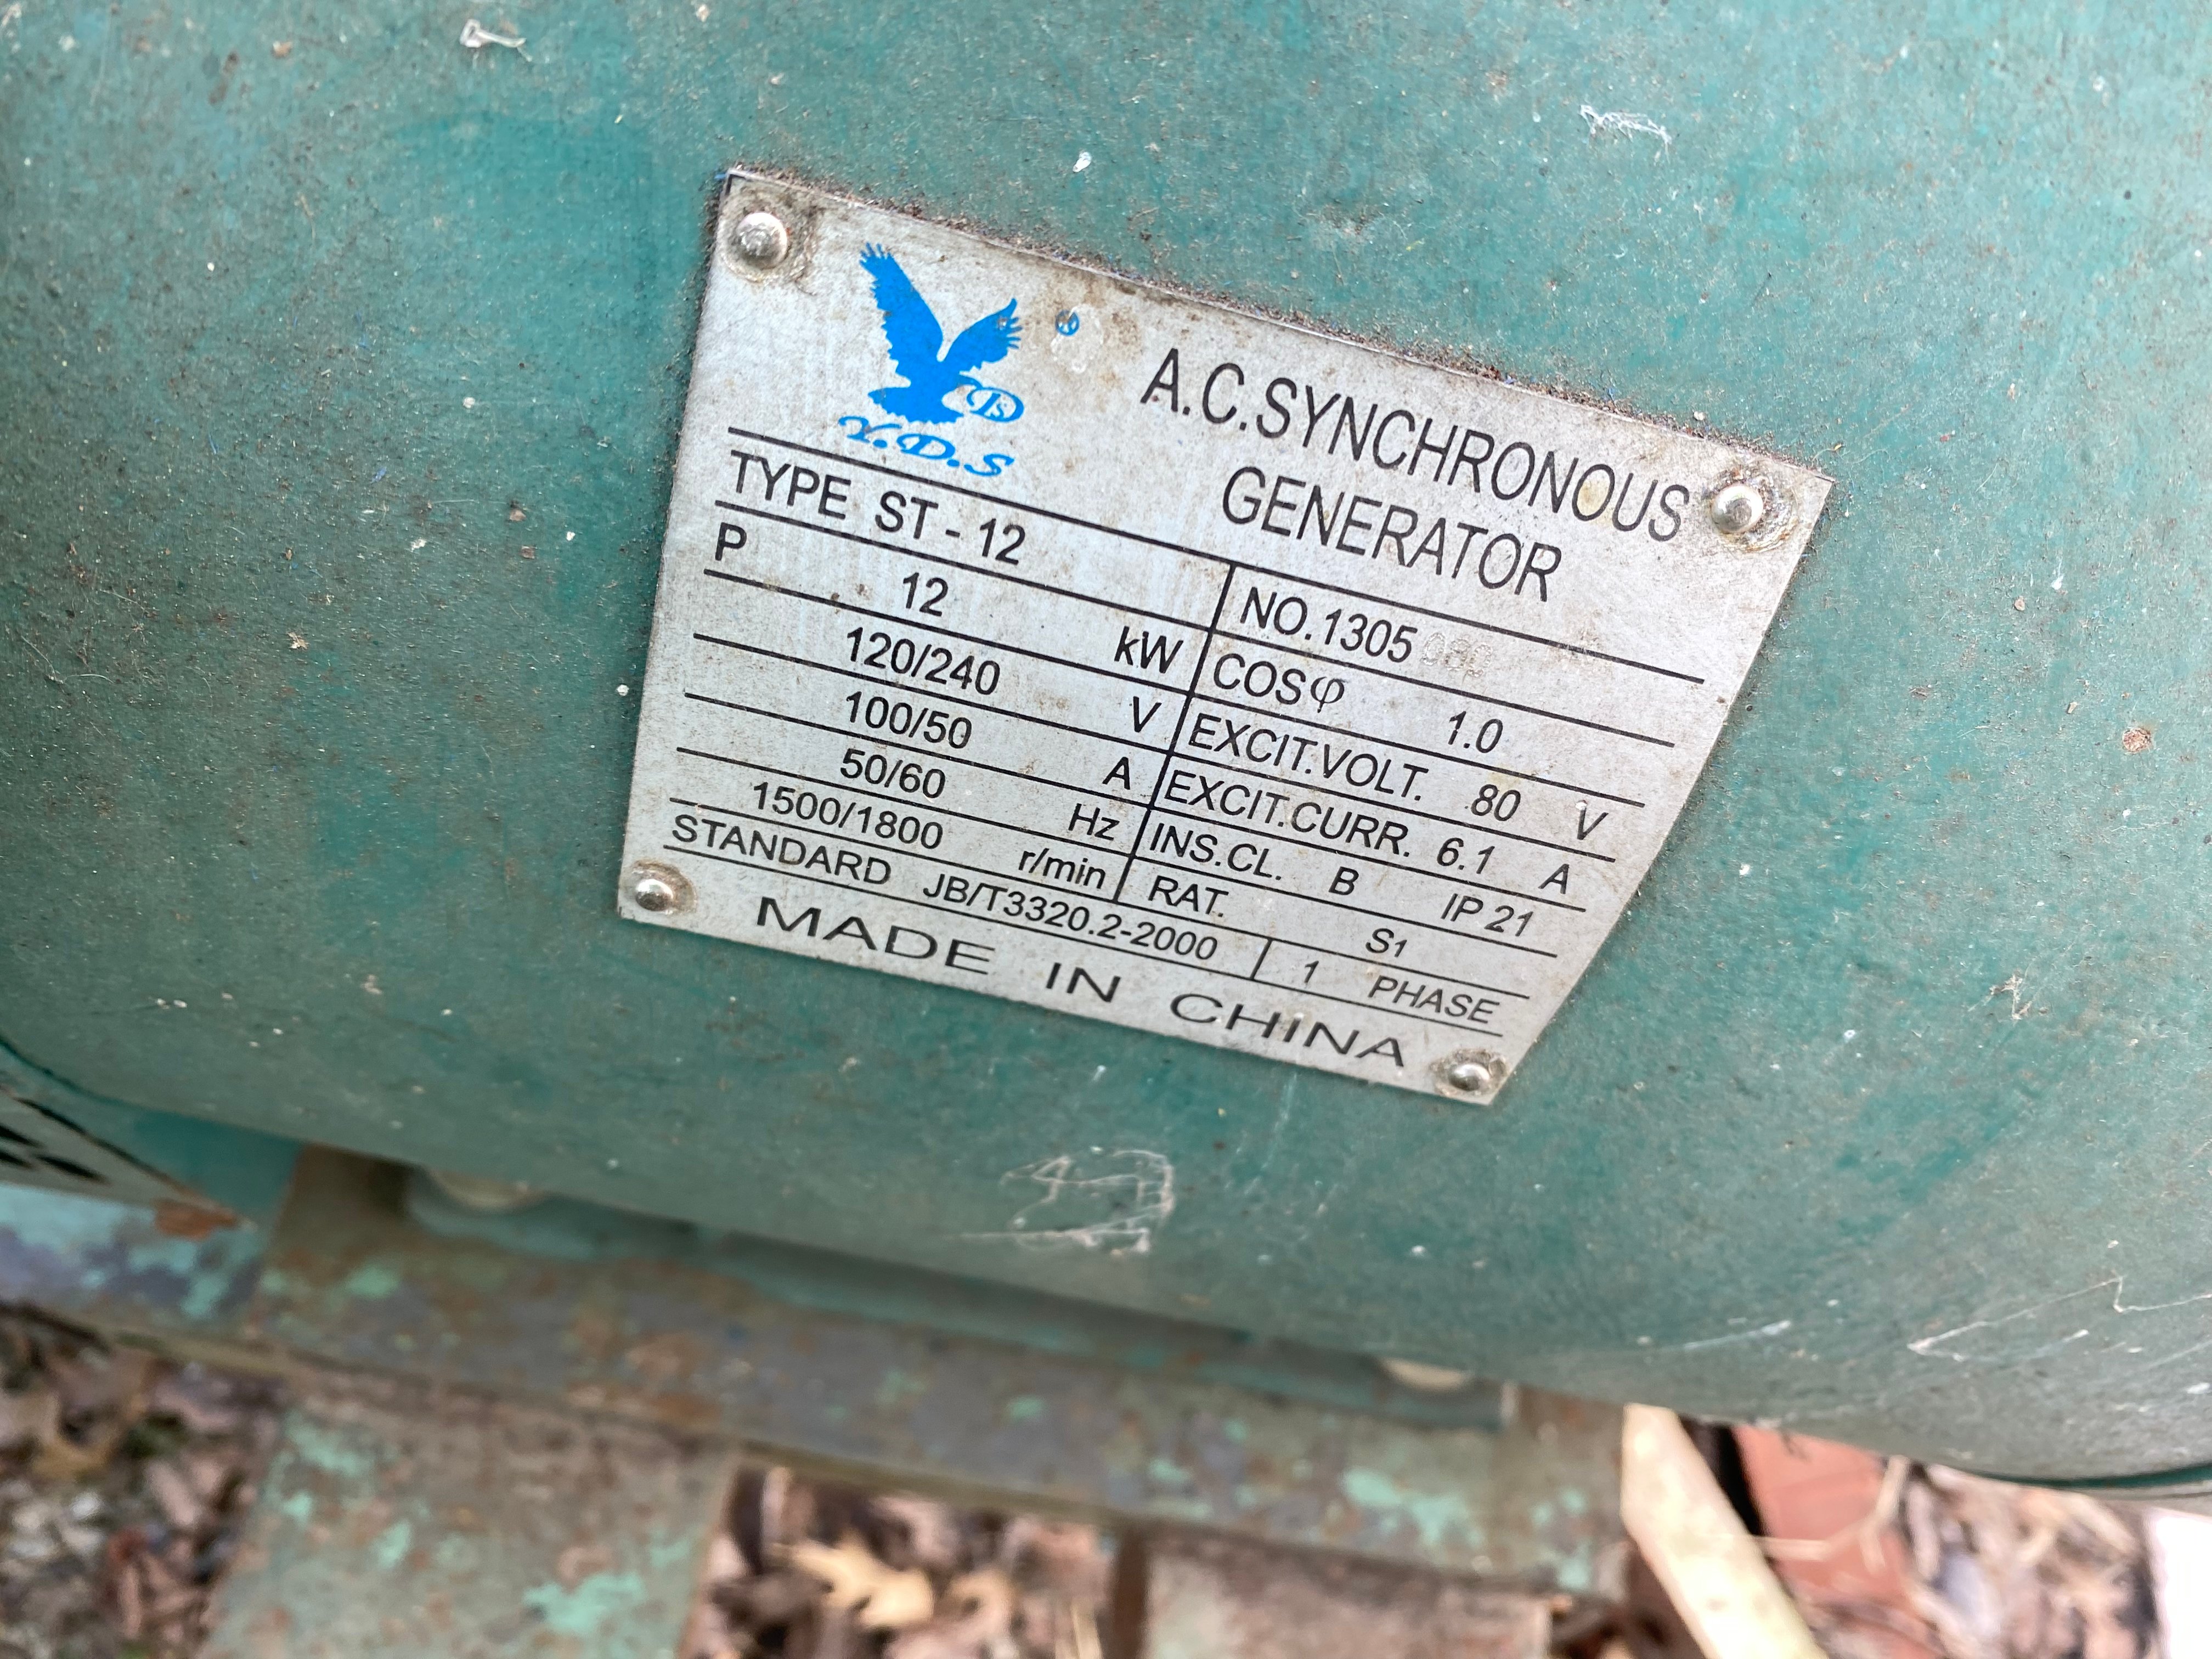 Y.D.S
A.C.SYNCHRONOUS
GENERATOR
TYPE ST-12
NO.1305
P 12 kW
COSφ 1.0
120/240 V
EXCIT.VOLT. 80 V
100/50 A
EXCIT.CURR. 6.1 A
50/60 Hz
INS.CL. B IP 21
1500/1800 r/min
RAT. S1
STANDARD JB/T3320.2-2000
1 PHASE
MADE IN CHINA